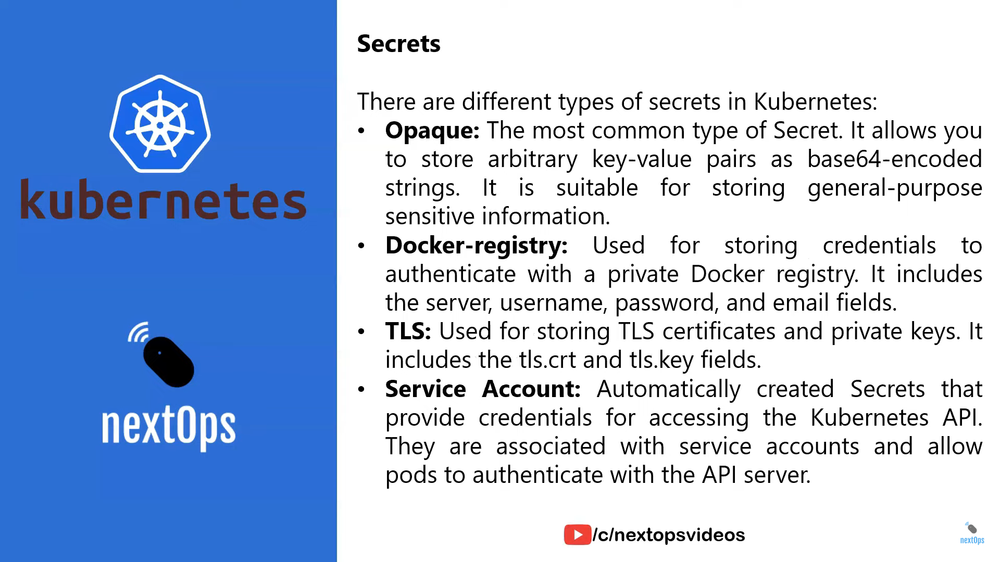 kubernetes
nextOps
Secrets
There are different types of secrets in Kubernetes:
• Opaque: The most common type of Secret. It allows you
to store arbitrary key-value pairs as base64-encoded
strings. It is suitable for storing general-purpose
sensitive information.
• Docker-registry: Used for storing credentials to
authenticate with a private Docker registry. It includes
the server, username, password, and email fields.
• TLS: Used for storing TLS certificates and private keys. It
includes the tls.crt and tls.key fields.
• Service Account: Automatically created Secrets that
provide credentials for accessing the Kubernetes API.
They are associated with service accounts and allow
pods to authenticate with the API server.
/c/nextopsvideos
nextOps